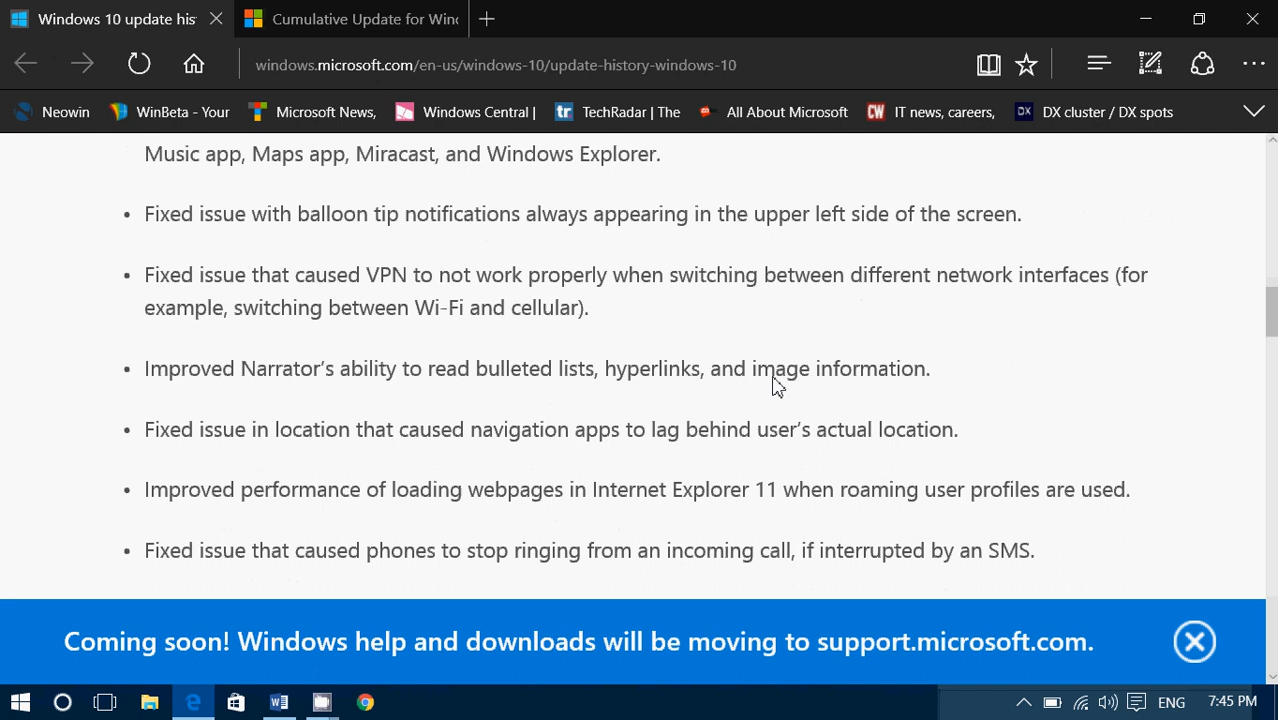 Windows 10 update his
Cumulative Update for Wind
windows.microsoft.com/en-us/windows-10/update-history-windows-10
Neowin
WinBeta - Your
Microsoft News,
Windows Central |
tr
TechRadar | The
All About Microsoft
CW
IT news, careers,
DX
DX cluster / DX spots
Music app, Maps app, Miracast, and Windows Explorer.
• Fixed issue with balloon tip notifications always appearing in the upper left side of the screen.
• Fixed issue that caused VPN to not work properly when switching between different network interfaces (for
example, switching between Wi-Fi and cellular).
• Improved Narrator’s ability to read bulleted lists, hyperlinks, and image information.
• Fixed issue in location that caused navigation apps to lag behind user’s actual location.
• Improved performance of loading webpages in Internet Explorer 11 when roaming user profiles are used.
• Fixed issue that caused phones to stop ringing from an incoming call, if interrupted by an SMS.
Coming soon! Windows help and downloads will be moving to support.microsoft.com.
ENG
7:45 PM